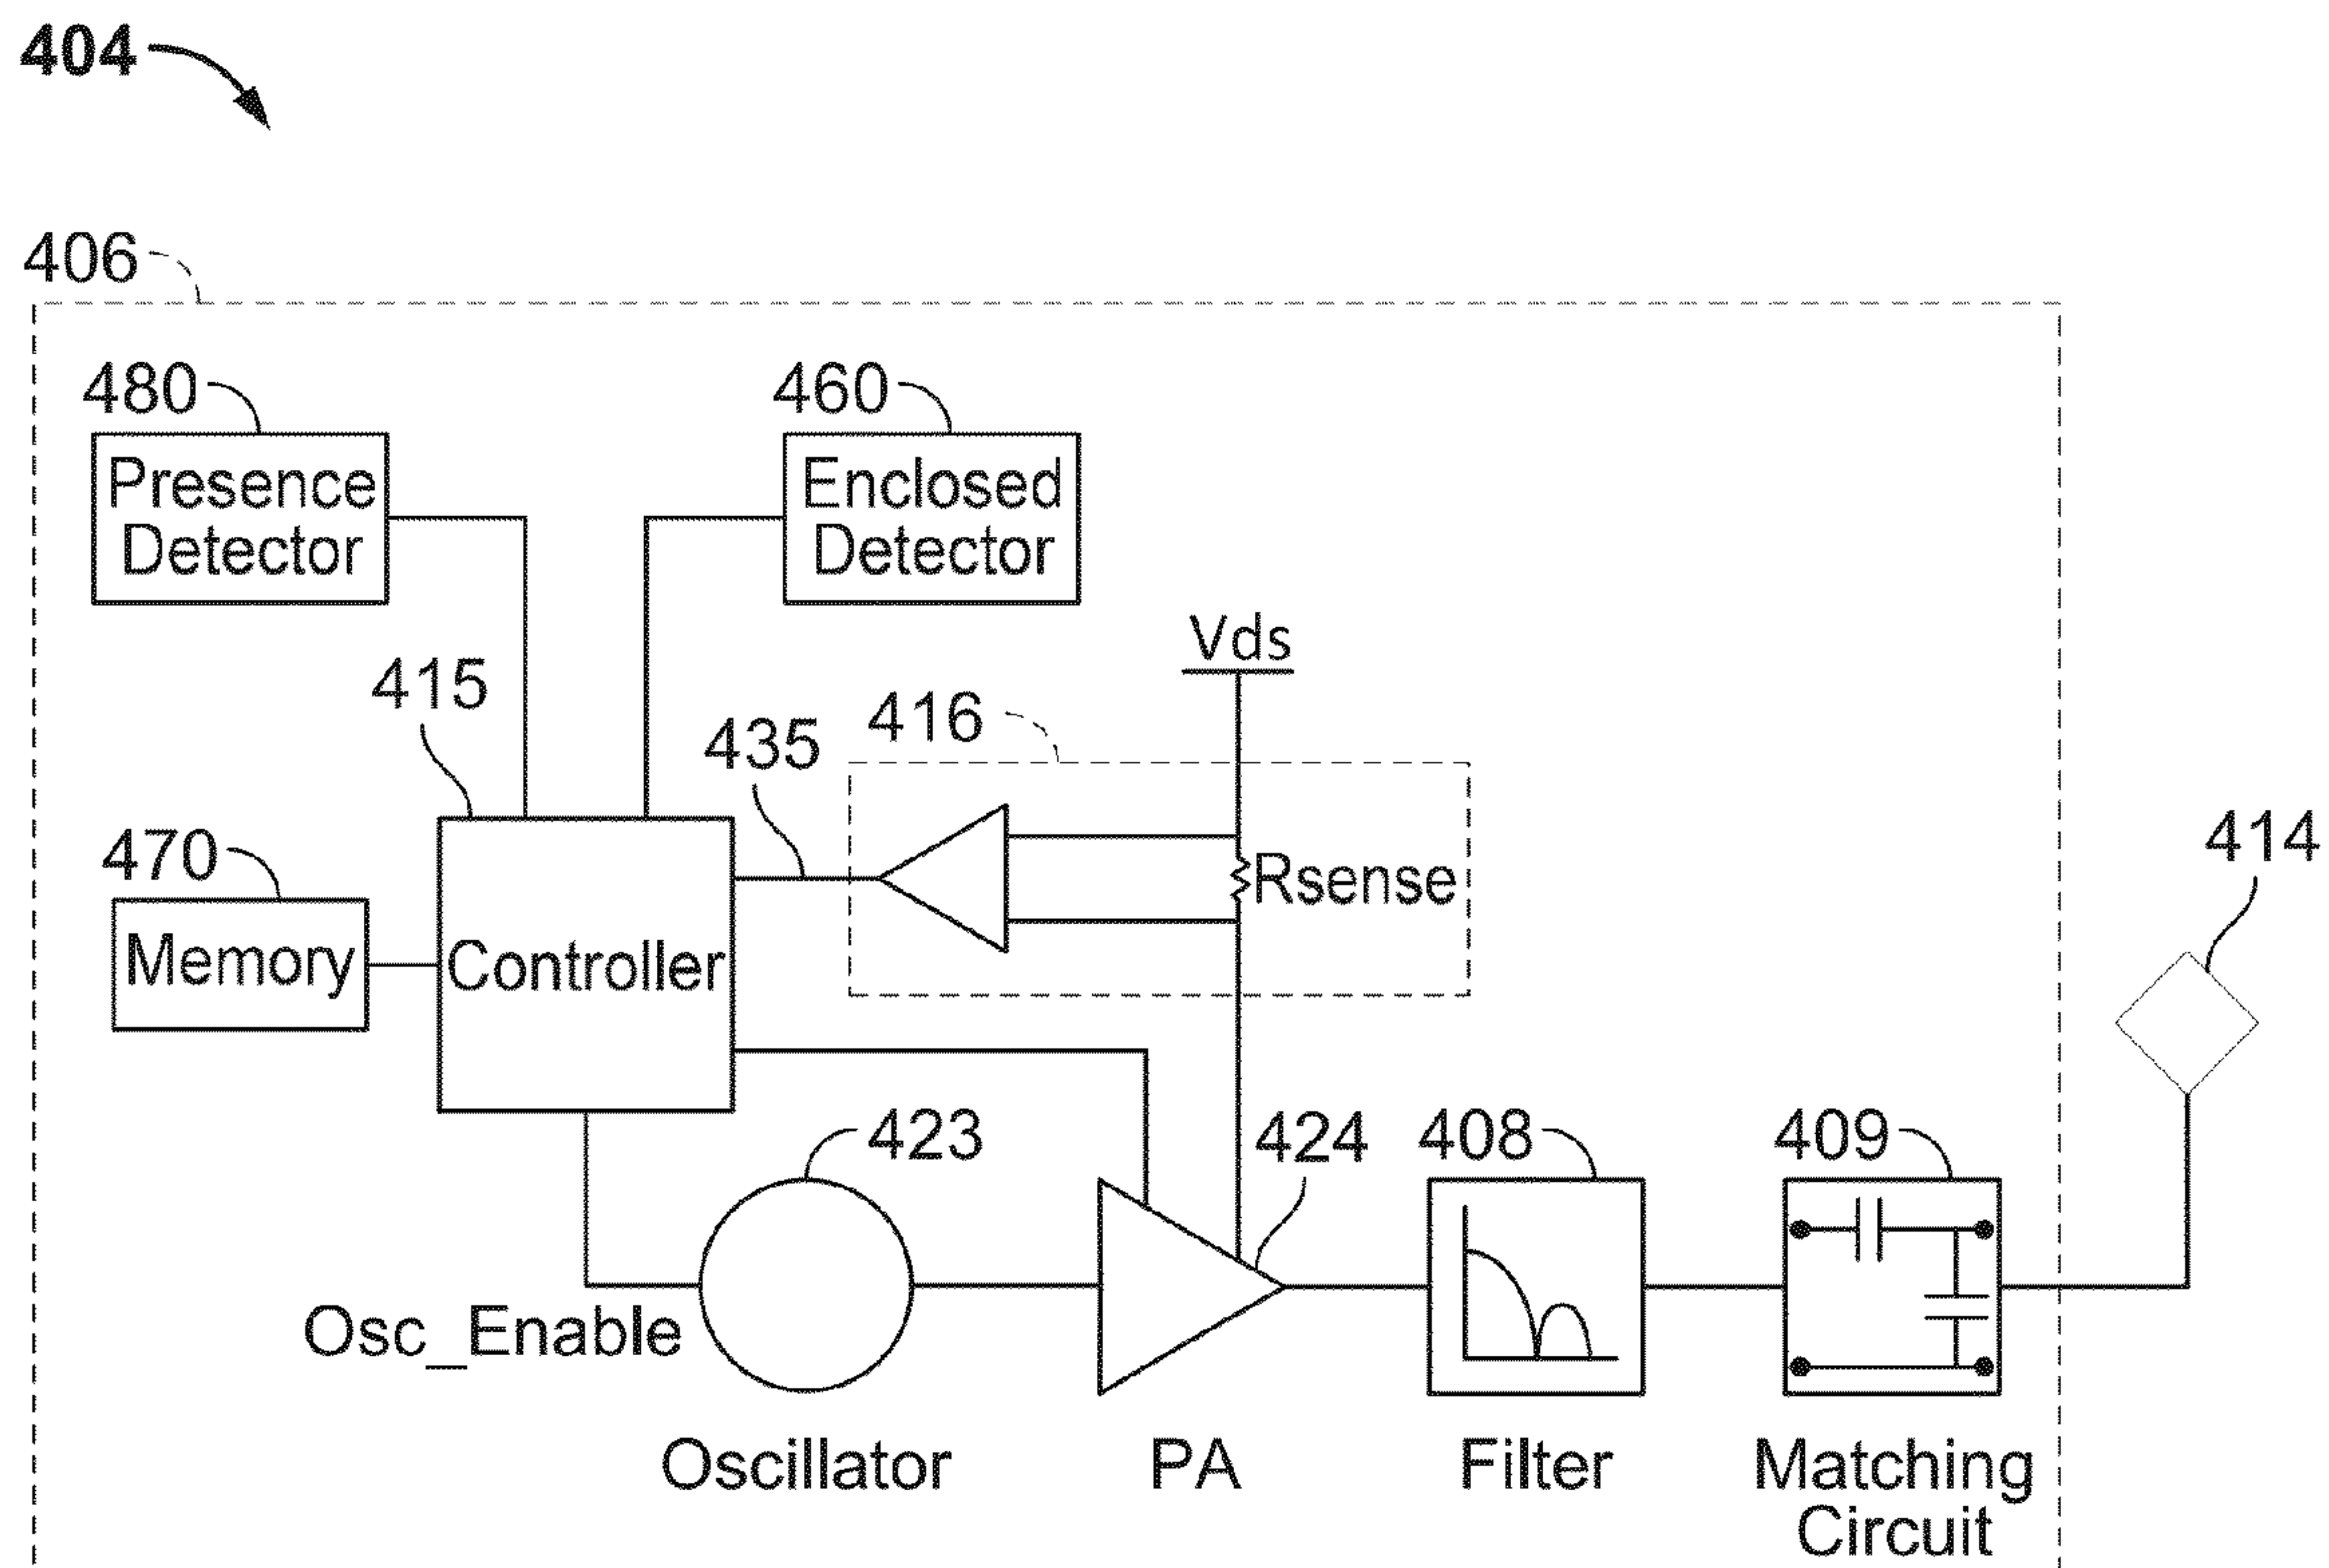 404
406
480
460
Presence
Detector
Enclosed
Detector
Vds
415
416
435
470
414
Rsense
Memory
Controller
423
424
408
409
Osc_Enable
Oscillator
PA
Filter
Matching
Circuit